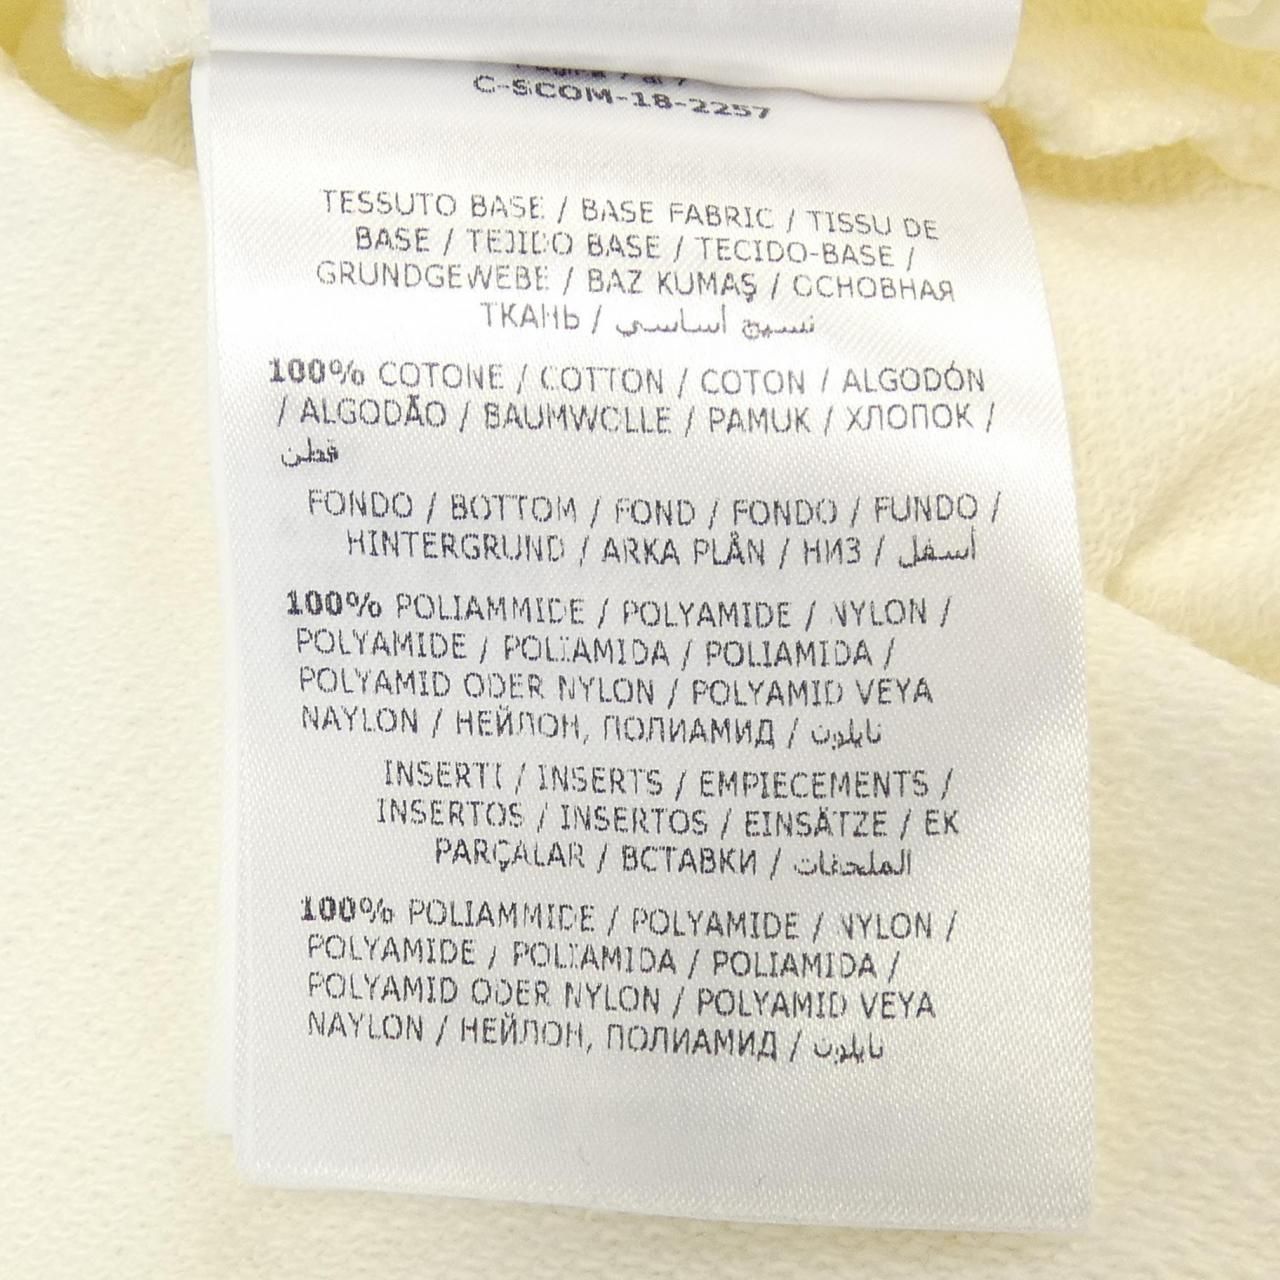 C-SCOM-18-2257
TESSUTO BASE / BASE FABRIC / TISSU DE
BASE / TEJIDO BASE / TECIDO-BASE /
GRUNDGEWEBE / BAZ KUMAŞ / ОСНОВНАЯ
ТКАНЬ / نسيج أساسي
100% COTONE / COTTON / COTON / ALGODÓN
/ ALGODÃO / BAUMWOLLE / PAMUK / ХЛОПОК /
قطن
FONDO / BOTTOM / FOND / FONDO / FUNDO /
HINTERGRUND / ARKA PLÂN / НИЗ / أسفل
100% POLIAMMIDE / POLYAMIDE / NYLON /
POLYAMIDE / POLIAMIDA / POLIAMIDA /
POLYAMID ODER NYLON / POLYAMID VEYA
NAYLON / НЕЙЛОН, ПОЛИАМИД / نايلون
INSERTI / INSERTS / EMPIECEMENTS /
INSERTOS / INSERTOS / EINSÄTZE / EK
PARÇALAR / ВСТАВКИ / الملحقات
100% POLIAMMIDE / POLYAMIDE / NYLON /
POLYAMIDE / POLIAMIDA / POLIAMIDA /
POLYAMID ODER NYLON / POLYAMID VEYA
NAYLON / НЕЙЛОН, ПОЛИАМИД / نايلون